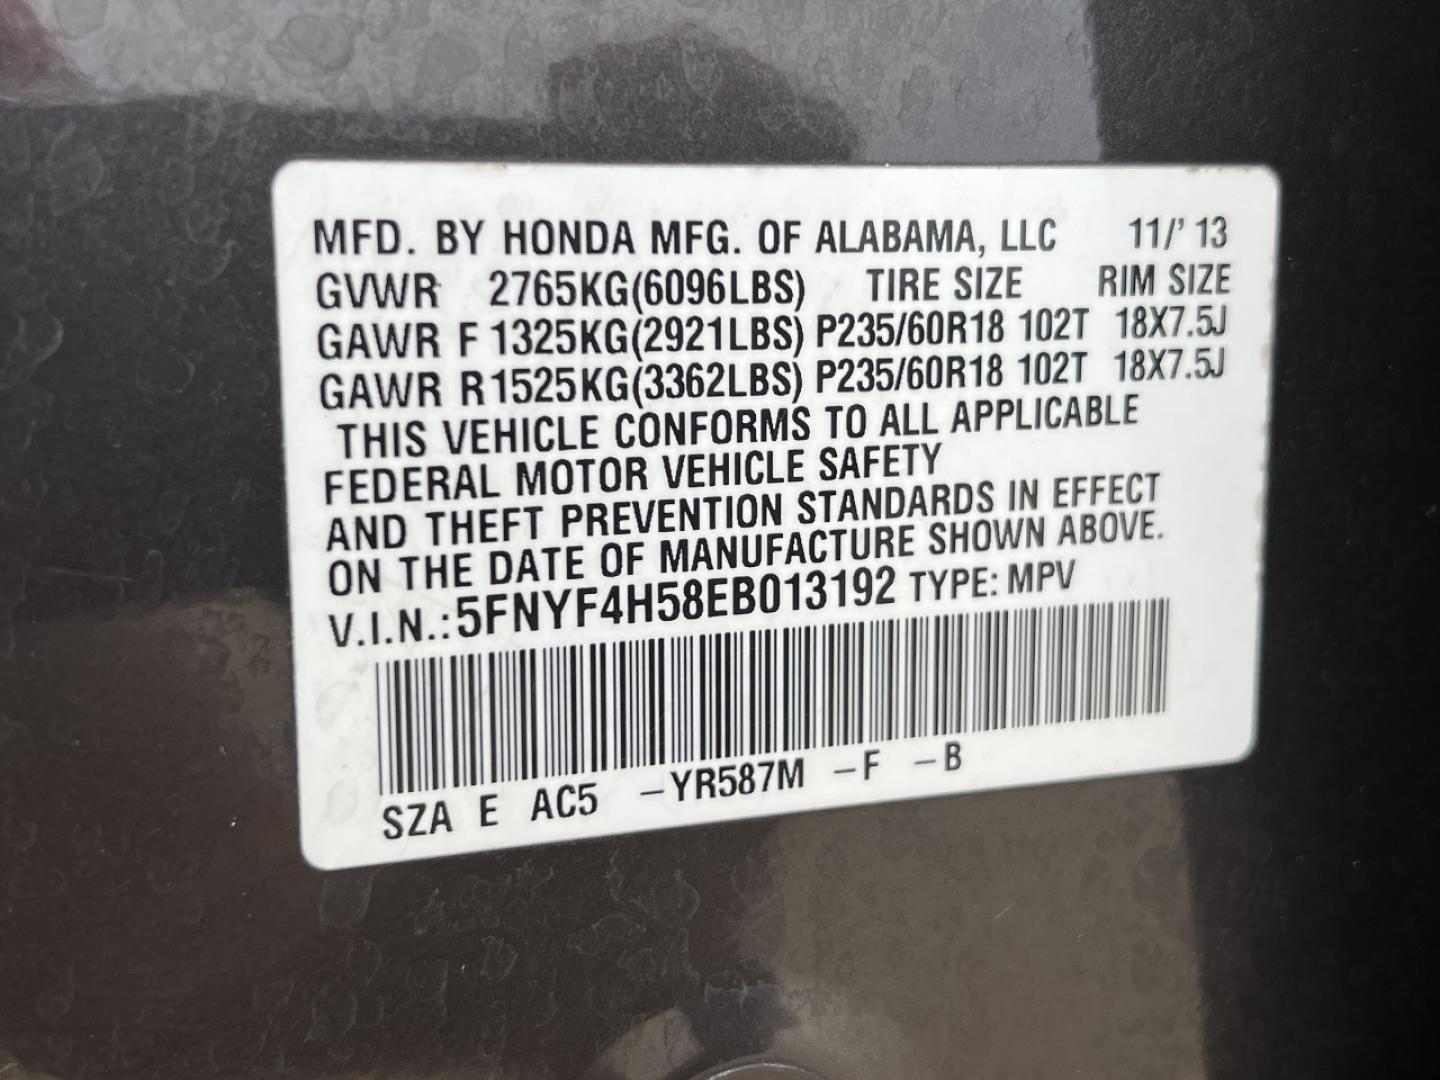 MFD. BY HONDA MFG. OF ALABAMA, LLC 11/' 13
GVWR 2765KG(6096LBS) TIRE SIZE RIM SIZE
GAWR F 1325KG(2921LBS) P235/60R18 102T 18X7.5J
GAWR R 1525KG(3362LBS) P235/60R18 102T 18X7.5J
THIS VEHICLE CONFORMS TO ALL APPLICABLE
FEDERAL MOTOR VEHICLE SAFETY
AND THEFT PREVENTION STANDARDS IN EFFECT
ON THE DATE OF MANUFACTURE SHOWN ABOVE.
V.I.N.: 5FNYF4H58EB013192 TYPE: MPV
SZA E AC5 –YR587M –F –B